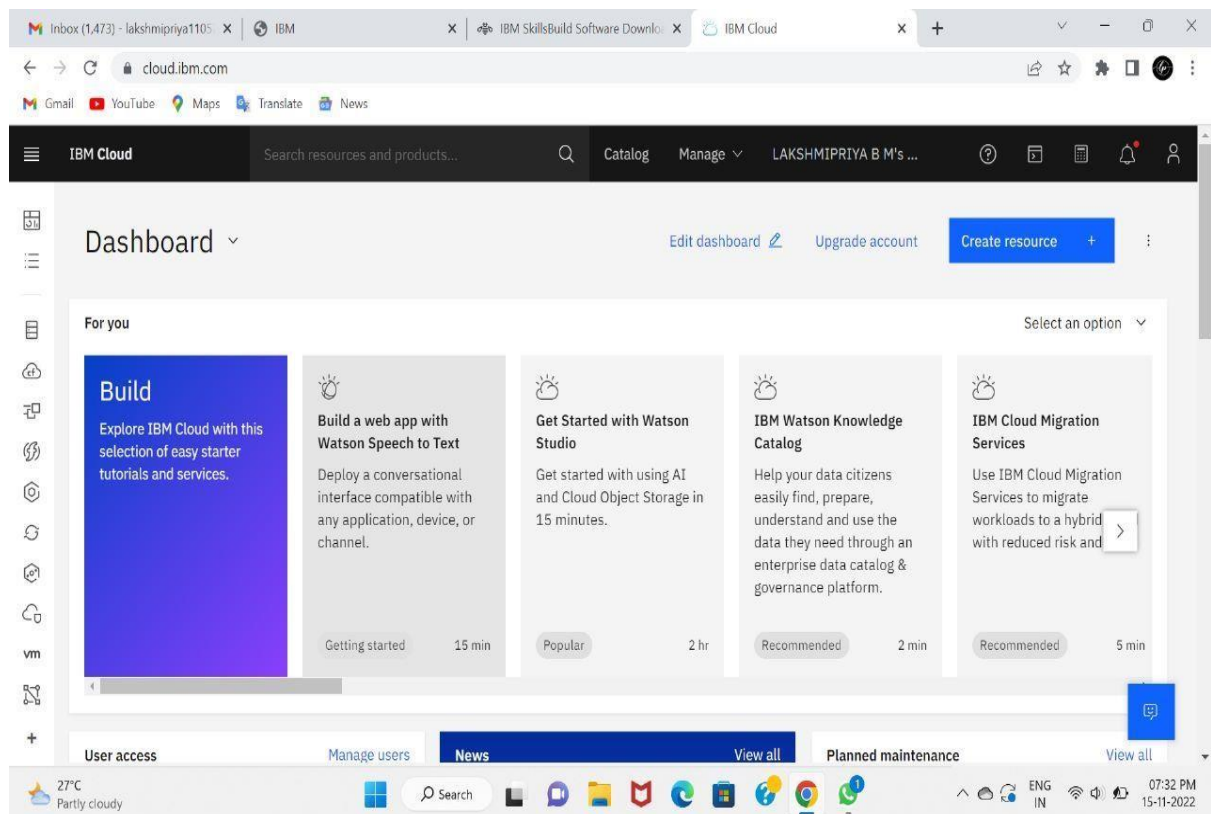 Inbox (1,473) - lakshmipriya1105
IBM
IBM SkillsBuild Software Downlo
IBM Cloud
cloud.ibm.com
Gmail
YouTube
Maps
Translate
News
IBM Cloud
Search resources and products...
Catalog
Manage
LAKSHMIPRIYA B M's ...
Dashboard
Edit dashboard
Upgrade account
Create resource +
For you
Select an option
Build
Explore IBM Cloud with this
selection of easy starter
tutorials and services.
Build a web app with
Watson Speech to Text
Deploy a conversational
interface compatible with
any application, device, or
channel.
Getting started
15 min
Get Started with Watson
Studio
Get started with using AI
and Cloud Object Storage in
15 minutes.
Popular
2 hr
IBM Watson Knowledge
Catalog
Help your data citizens
easily find, prepare,
understand and use the
data they need through an
enterprise data catalog &
governance platform.
Recommended
2 min
IBM Cloud Migration
Services
Use IBM Cloud Migration
Services to migrate
workloads to a hybrid
with reduced risk and
Recommended
5 min
cf
vm
User access
Manage users
News
View all
Planned maintenance
View all
27°C
Partly cloudy
Search
1
ENG
IN
07:32 PM
15-11-2022